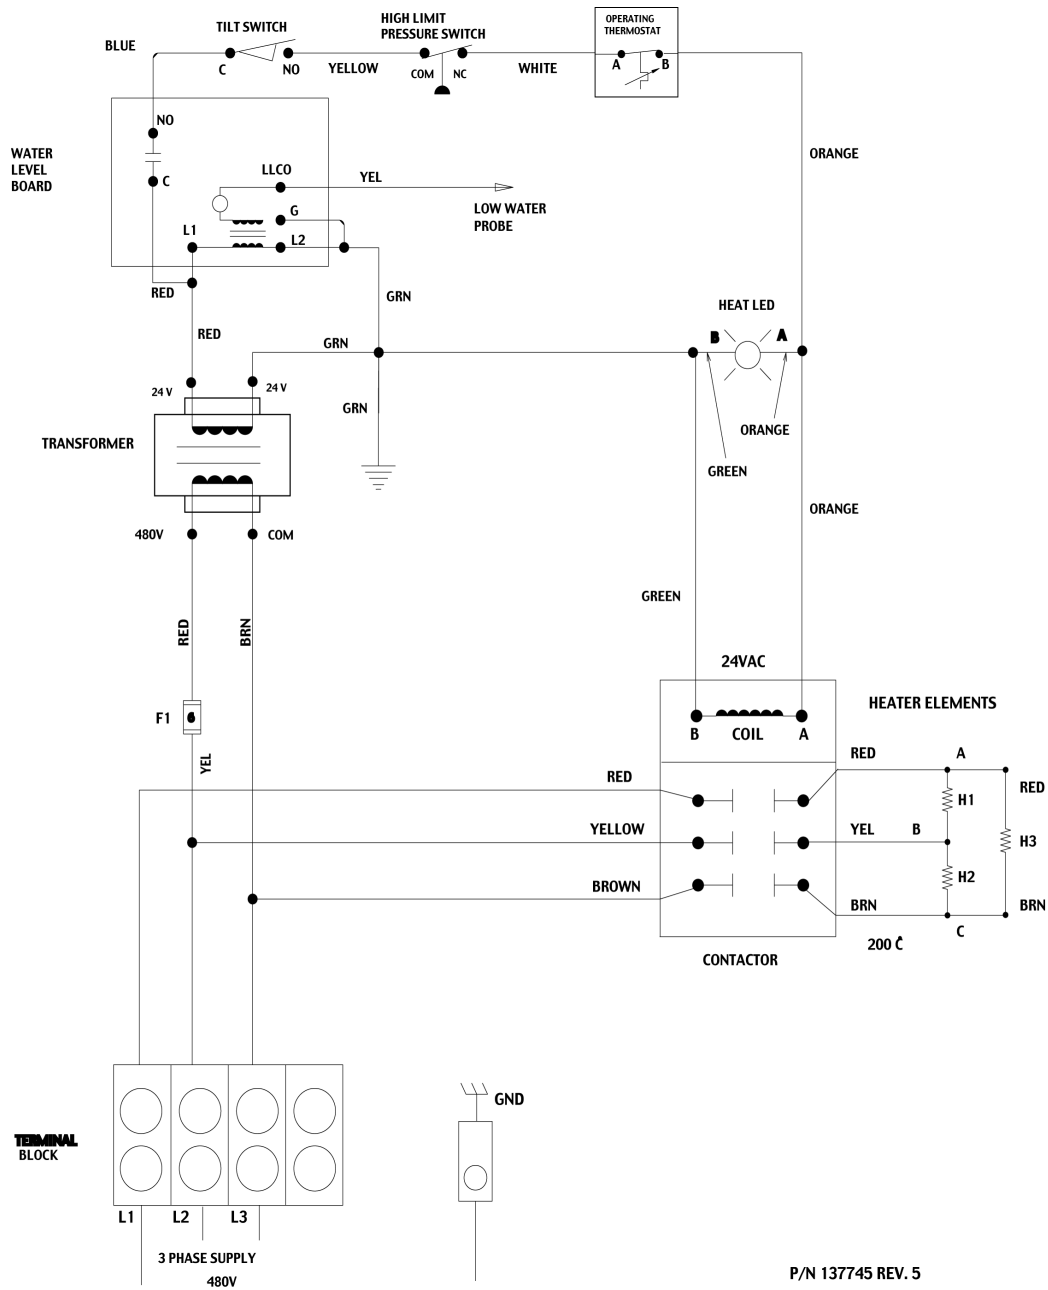 HIGH LIMIT
PRESSURE SWITCH
TILT SWITCH
OPERATING
THERMOSTAT
BLUE
C
NO
YELLOW
COM
NC
WHITE
A
B
NO
WATER
LEVEL
BOARD
C
LLCO
YEL
ORANGE
LOW WATER
PROBE
G
L1
L2
RED
GRN
HEAT LED
RED
GRN
B
A
24 V
24 V
GRN
ORANGE
TRANSFORMER
GREEN
480V
COM
ORANGE
GREEN
RED
BRN
24VAC
HEATER ELEMENTS
F1
6
B
COIL
A
YEL
RED
RED
A
RED
H1
YELLOW
YEL
B
H3
H2
BROWN
BRN
BRN
C
200 C
CONTACTOR
GND
TERMINAL
BLOCK
L1
L2
L3
3 PHASE SUPPLY
480V
P/N 137745 REV. 5